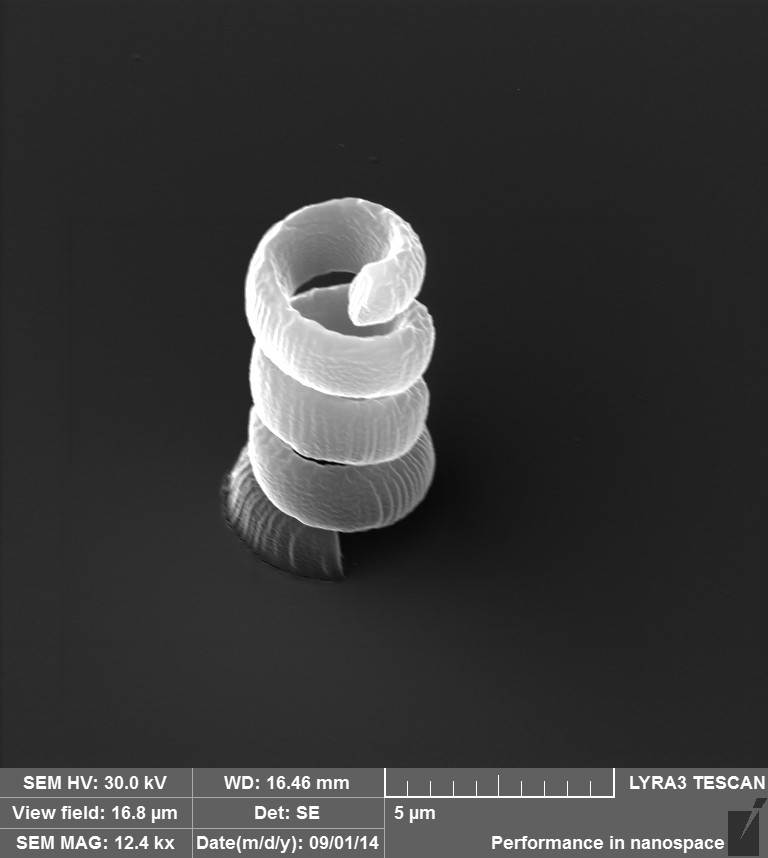 SEM HV: 30.0 kV
WD: 16.46 mm
LYRA3 TESCAN
View field: 16.8 µm
Det: SE
5 µm
SEM MAG: 12.4 kx
Date(m/d/y): 09/01/14
Performance in nanospace